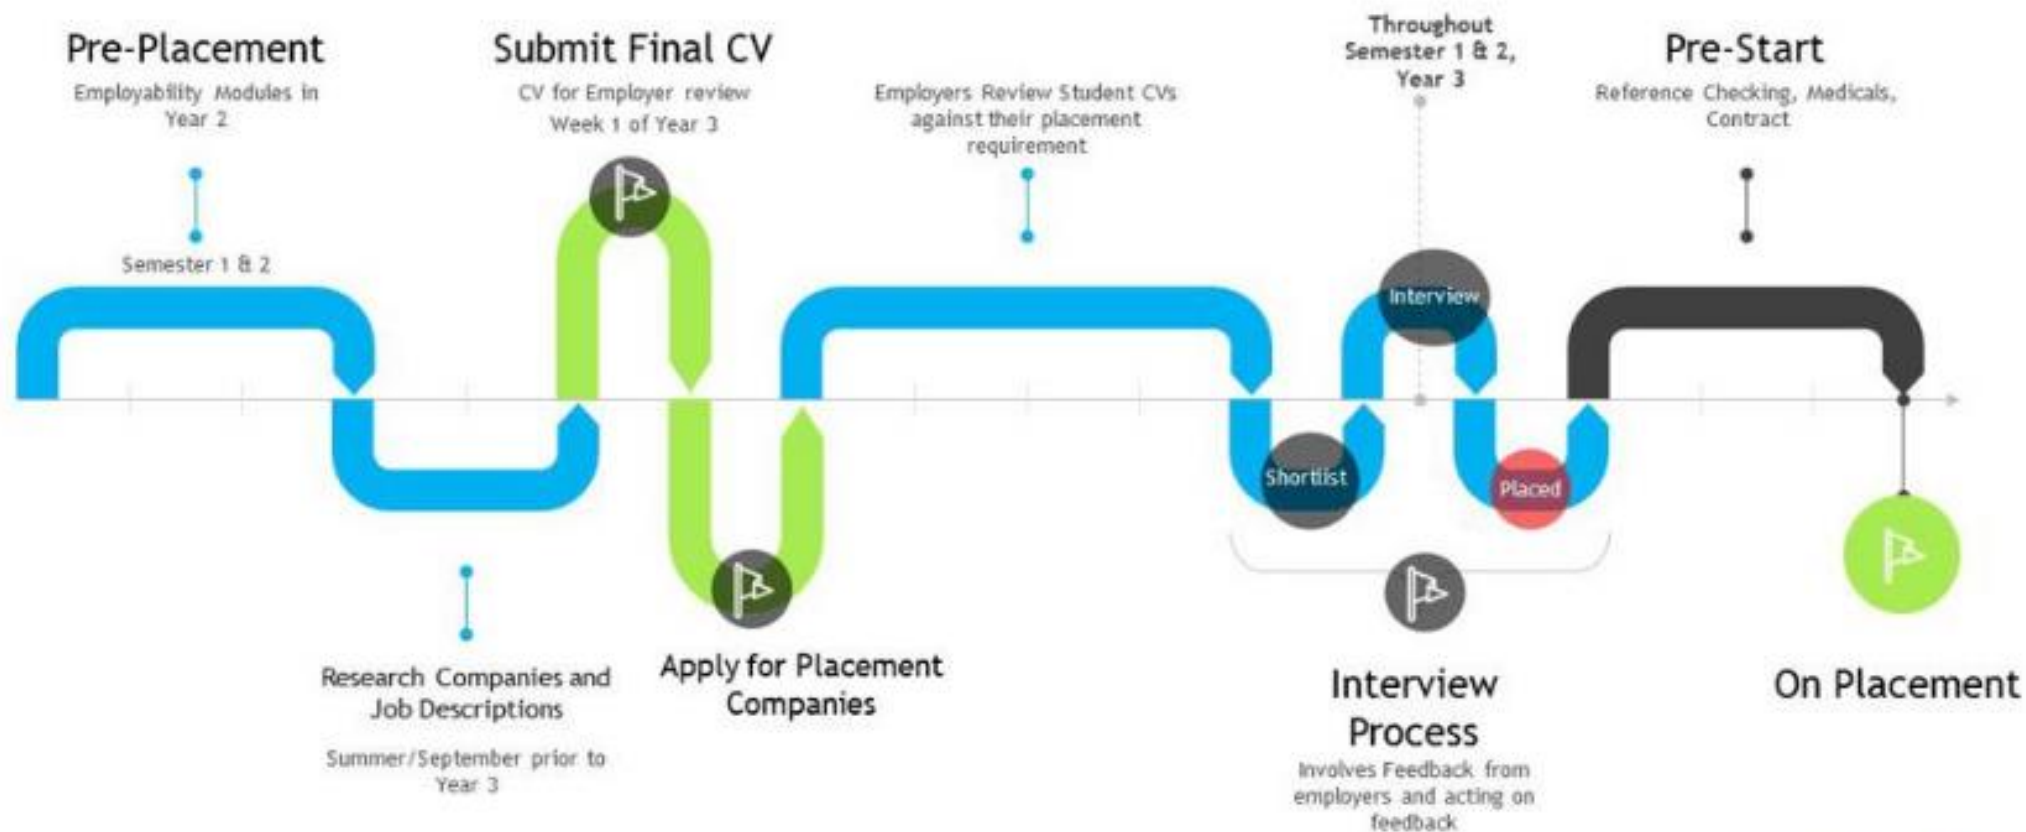 Pre-Placement
Employability Modules in
Year 2
Semester 1 & 2
Research Companies and
Job Descriptions
Summer/September prior to
Year 3
Submit Final CV
CV for Employer review
Week 1 of Year 3
Apply for Placement
Companies
Employers Review Student CVs
against their placement
requirement
Shortlist
Throughout
Semester 1 & 2,
Year 3
Interview
Placed
Interview
Process
Involves Feedback from
employers and acting on
feedback
Pre-Start
Reference Checking, Medicals,
Contract
On Placement